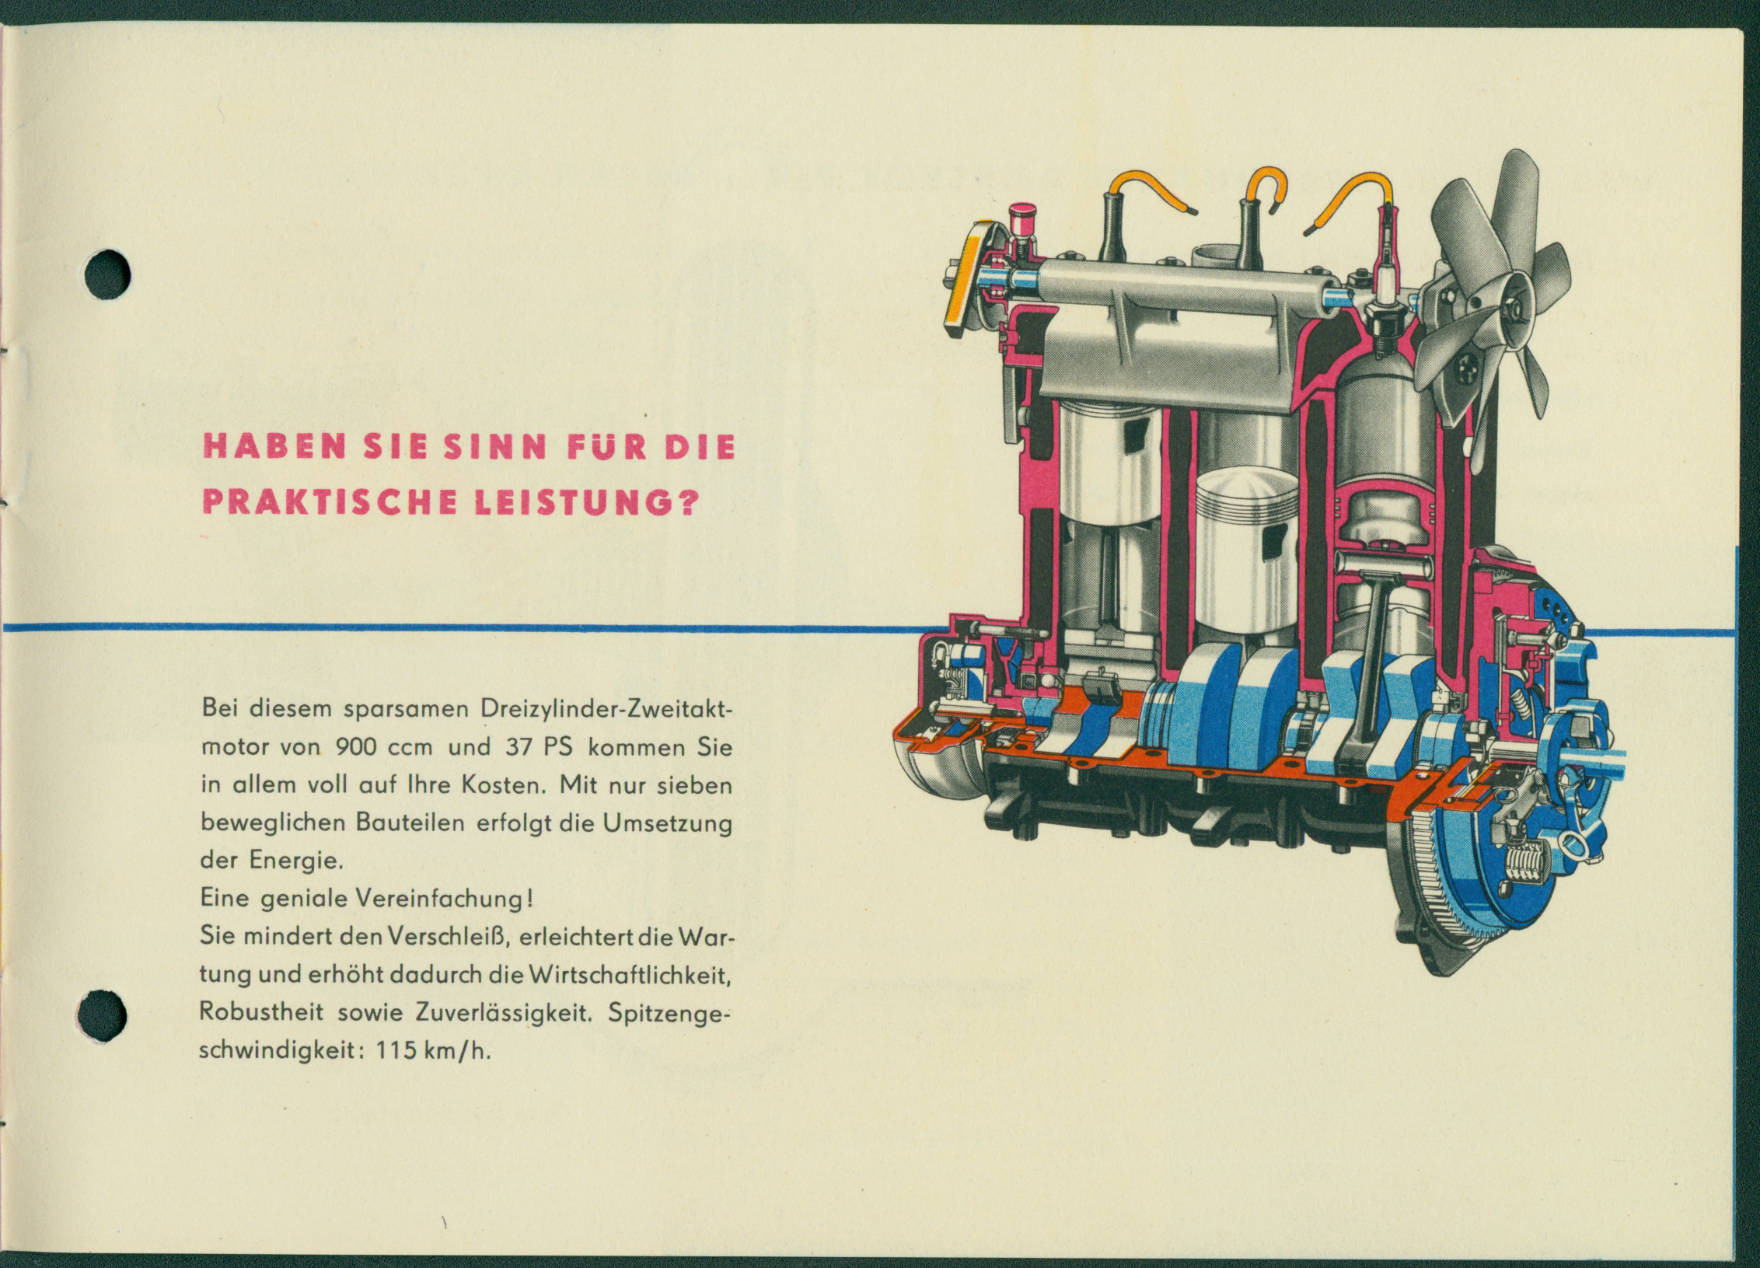 HABEN SIE SINN FÜR DIE
PRAKTISCHE LEISTUNG?
Bei diesem sparsamen Dreizylinder-Zweitakt-
motor von 900 ccm und 37 PS kommen Sie
in allem voll auf Ihre Kosten. Mit nur sieben
beweglichen Bauteilen erfolgt die Umsetzung
der Energie.
Eine geniale Vereinfachung!
Sie mindert den Verschleiß, erleichtert die War-
tung und erhöht dadurch die Wirtschaftlichkeit,
Robustheit sowie Zuverlässigkeit. Spitzenge-
schwindigkeit: 115 km/h.